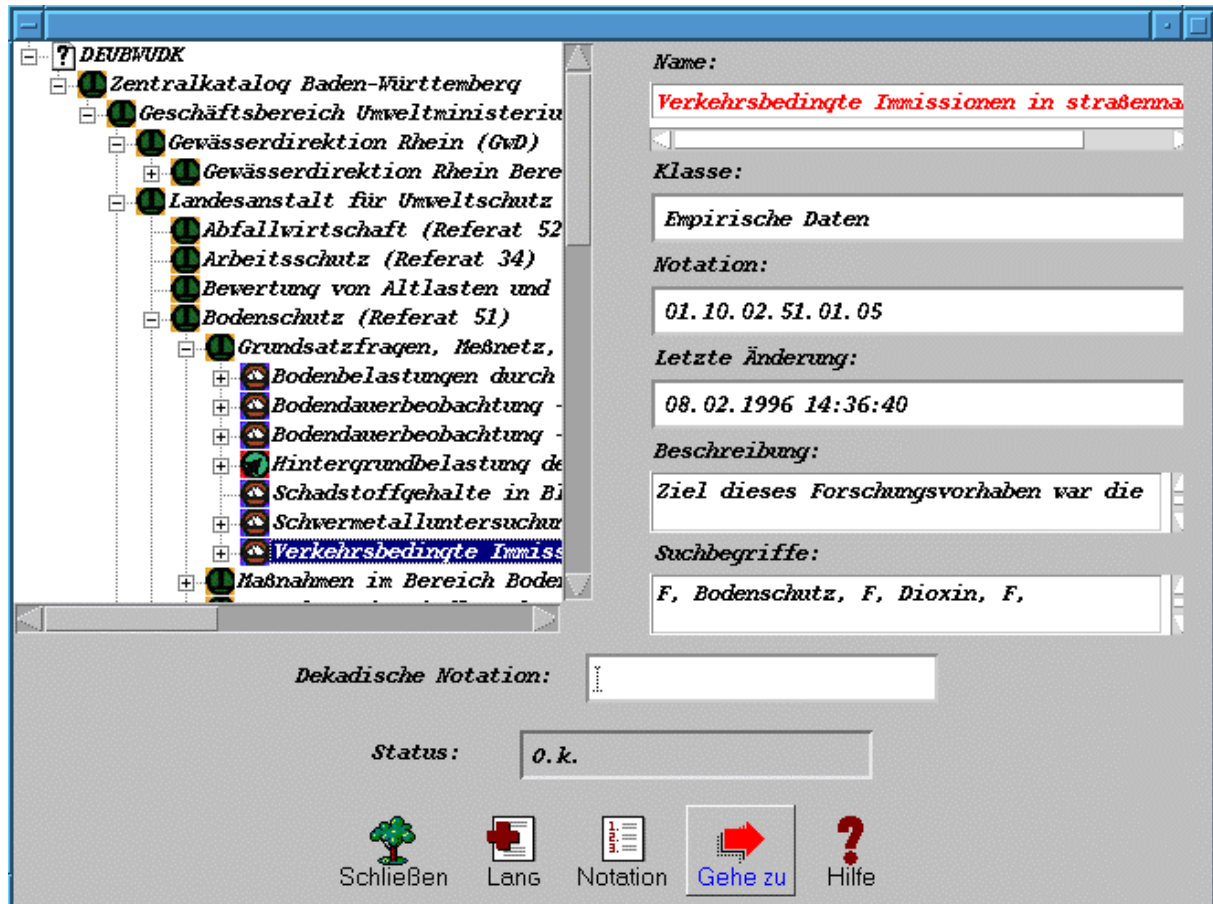 DEUBWUDK
Zentralkatalog Baden-Württemberg
Geschäftsbereich Umweltministeriu
Gewässerdirektion Rhein (GwD)
Gewässerdirektion Rhein Bere
Landesanstalt für Umweltschutz
Abfallwirtschaft (Referat 52
Arbeitsschutz (Referat 34)
Bewertung von Altlasten und
Bodenschutz (Referat 51)
Grundsatzfragen, Meßnetz,
Bodenbelastungen durch
Bodendauerbeobachtung -
Bodendauerbeobachtung -
Hintergrundbelastung de
Schadstoffgehalte in Bl
Schwermetalluntersuchun
Verkehrsbedingte Immiss
Maßnahmen im Bereich Boden
Name:
Verkehrsbedingte Immissionen in straßenna
Klasse:
Empirische Daten
Notation:
01.10.02.51.01.05
Letzte Änderung:
08.02.1996 14:36:40
Beschreibung:
Ziel dieses Forschungsvorhaben war die
Suchbegriffe:
F, Bodenschutz, F, Dioxin, F,
Dekadische Notation:
Status:
O.k.
Schließen
Lang
Notation
Gehe zu
Hilfe